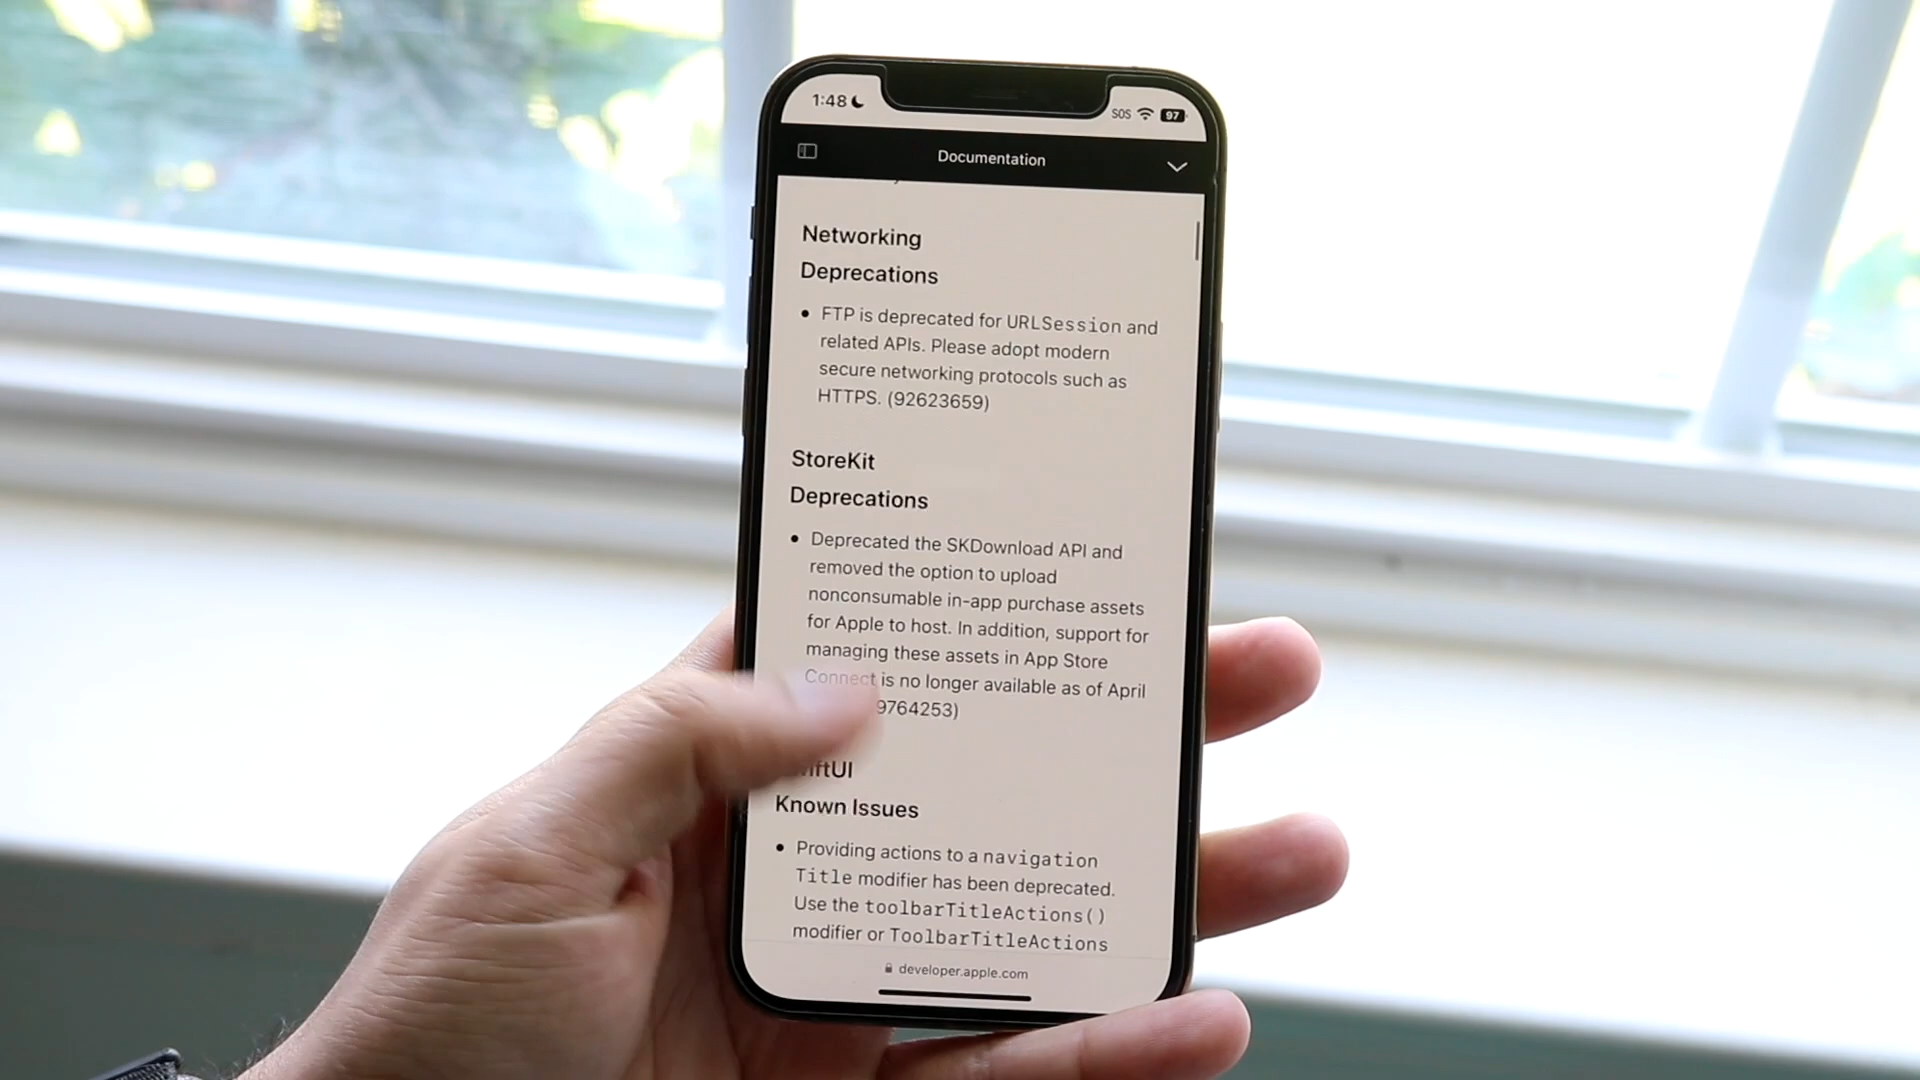 1:48
SOS 97
Documentation
Networking
Deprecations
• FTP is deprecated for URLSession and
related APIs. Please adopt modern
secure networking protocols such as
HTTPS. (92623659)
StoreKit
Deprecations
• Deprecated the SKDownload API and
removed the option to upload
nonconsumable in-app purchase assets
for Apple to host. In addition, support for
managing these assets in App Store
Connect is no longer available as of April
9764253)
iftUI
Known Issues
• Providing actions to a navigation
Title modifier has been deprecated.
Use the toolbarTitleActions()
modifier or ToolbarTitleActions
developer.apple.com